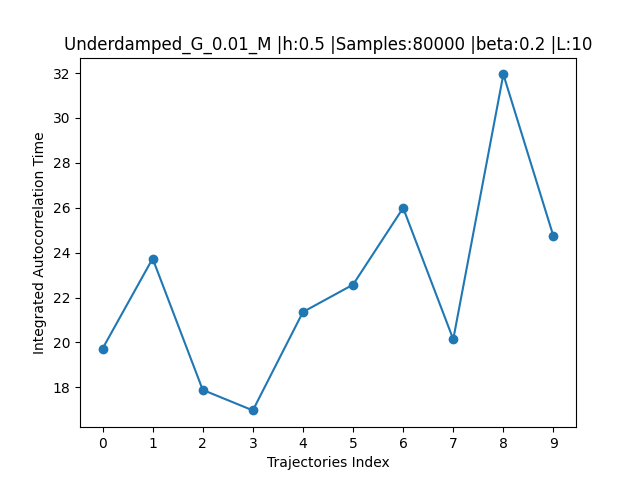 Underdamped_G_0.01_M |h:0.5 |Samples:80000 |beta:0.2 |L:10
Integrated Autocorrelation Time
32
30
28
26
24
22
20
18
0 1 2 3 4 5 6 7 8 9
Trajectories Index